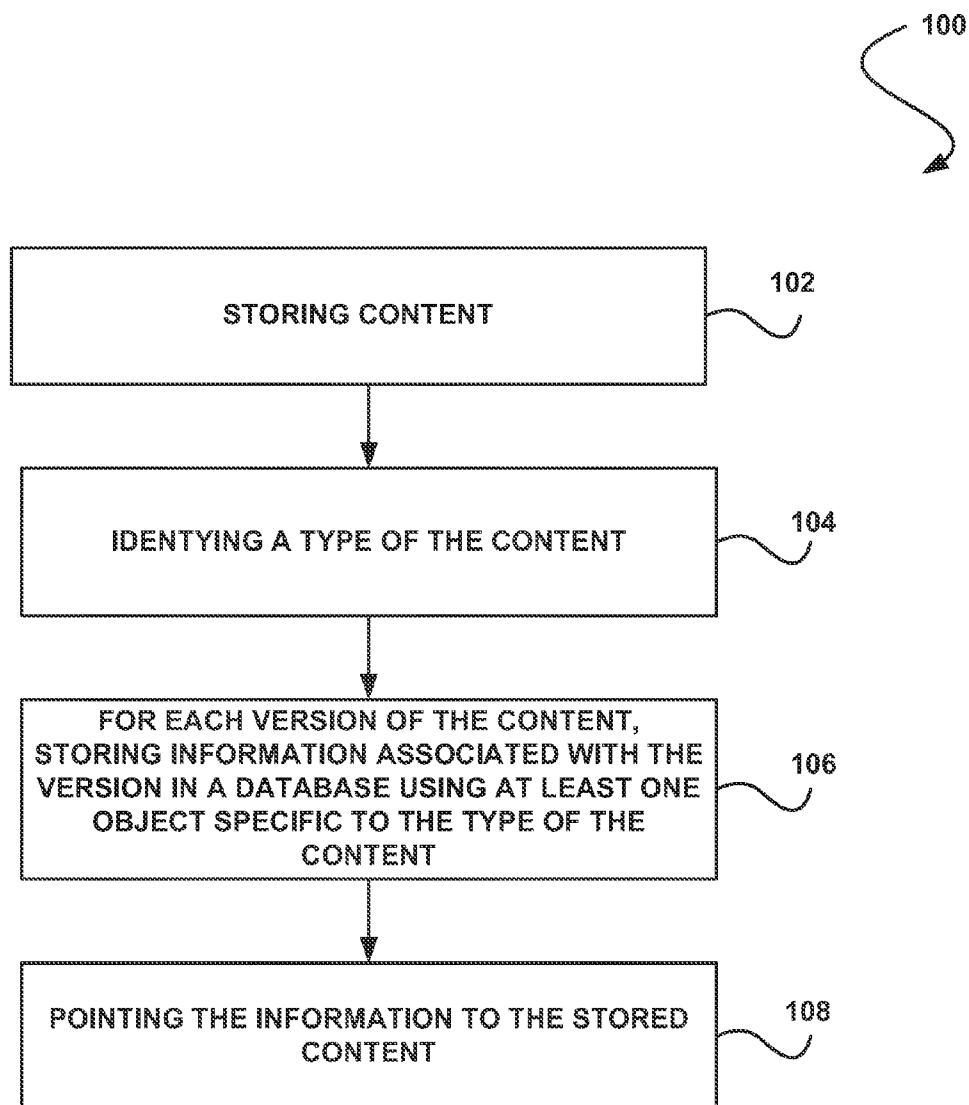 100
STORING CONTENT
102
IDENTYING A TYPE OF THE CONTENT
104
FOR EACH VERSION OF THE CONTENT,
STORING INFORMATION ASSOCIATED WITH THE
VERSION IN A DATABASE USING AT LEAST ONE
OBJECT SPECIFIC TO THE TYPE OF THE
CONTENT
106
POINTING THE INFORMATION TO THE STORED
CONTENT
108